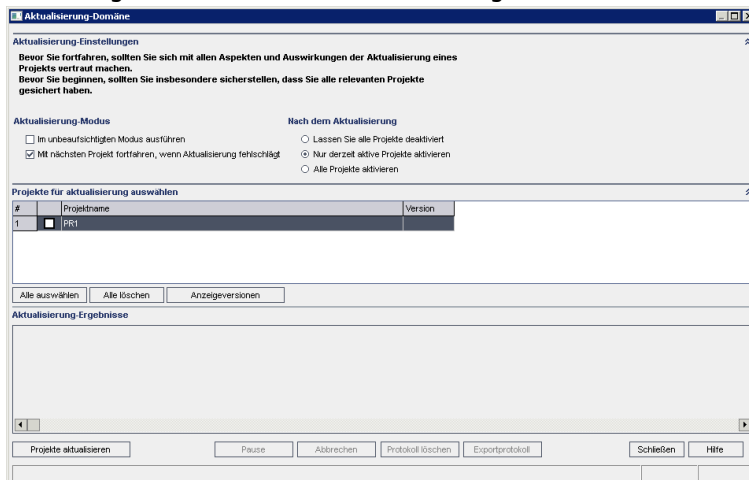 Aktualisierung-Domäne
Aktualisierung-Einstellungen
Bevor Sie fortfahren, sollten Sie sich mit allen Aspekten und Auswirkungen der Aktualisierung eines
Projekts vertraut machen.
Bevor Sie beginnen, sollten Sie insbesondere sicherstellen, dass Sie alle relevanten Projekte
gesichert haben.
Aktualisierung-Modus
Im unbeaufsichtigten Modus ausführen
Mit nächsten Projekt fortfahren, wenn Aktualisierung fehlschlägt
Nach dem Aktualisierung
Lassen Sie alle Projekte deaktiviert
Nur derzeit aktive Projekte aktivieren
Alle Projekte aktivieren
Projekte für aktualisierung auswählen
# Projektname Version
1 PR1
Alle auswählen Alle löschen Anzeigeversionen
Aktualisierung-Ergebnisse
Projekte aktualisieren Pause Abbrechen Protokoll löschen Exportprotokoll Schließen Hilfe